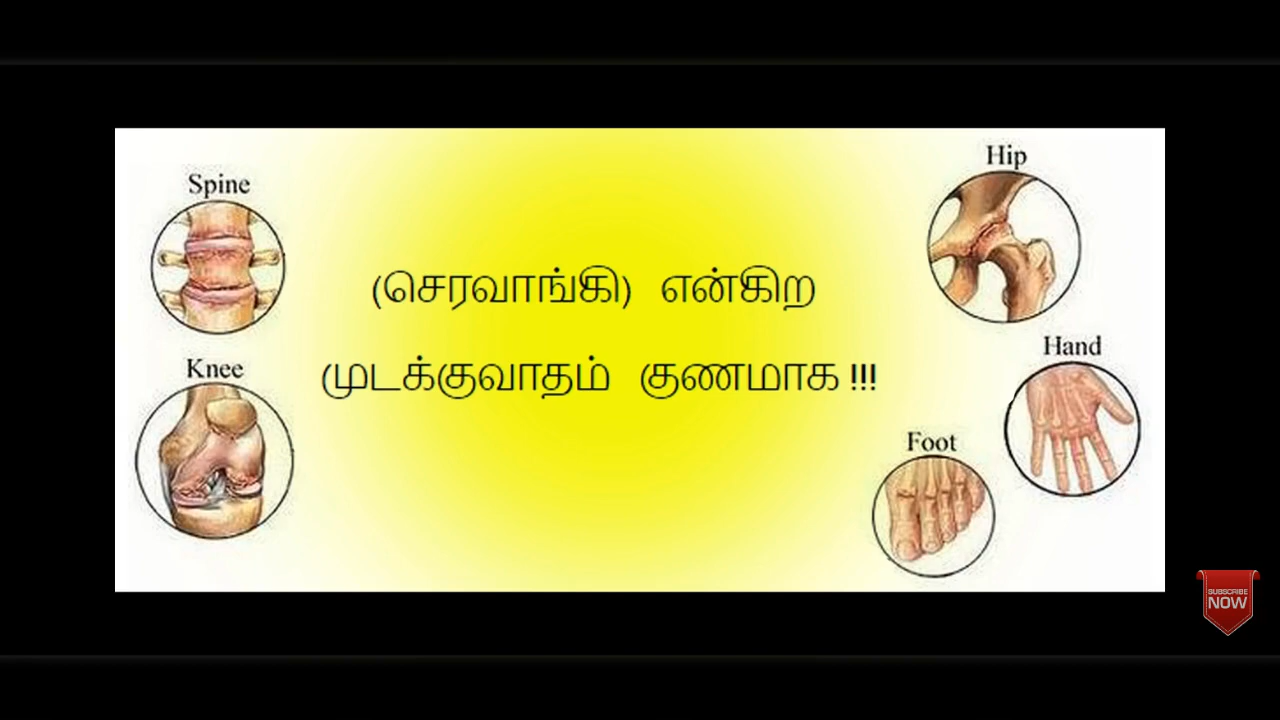 Spine
Hip
(செரவாங்கி) என்கிற
முடக்குவாதம் குணமாக !!!
Knee
Hand
Foot
SUBSCRIBE
NOW